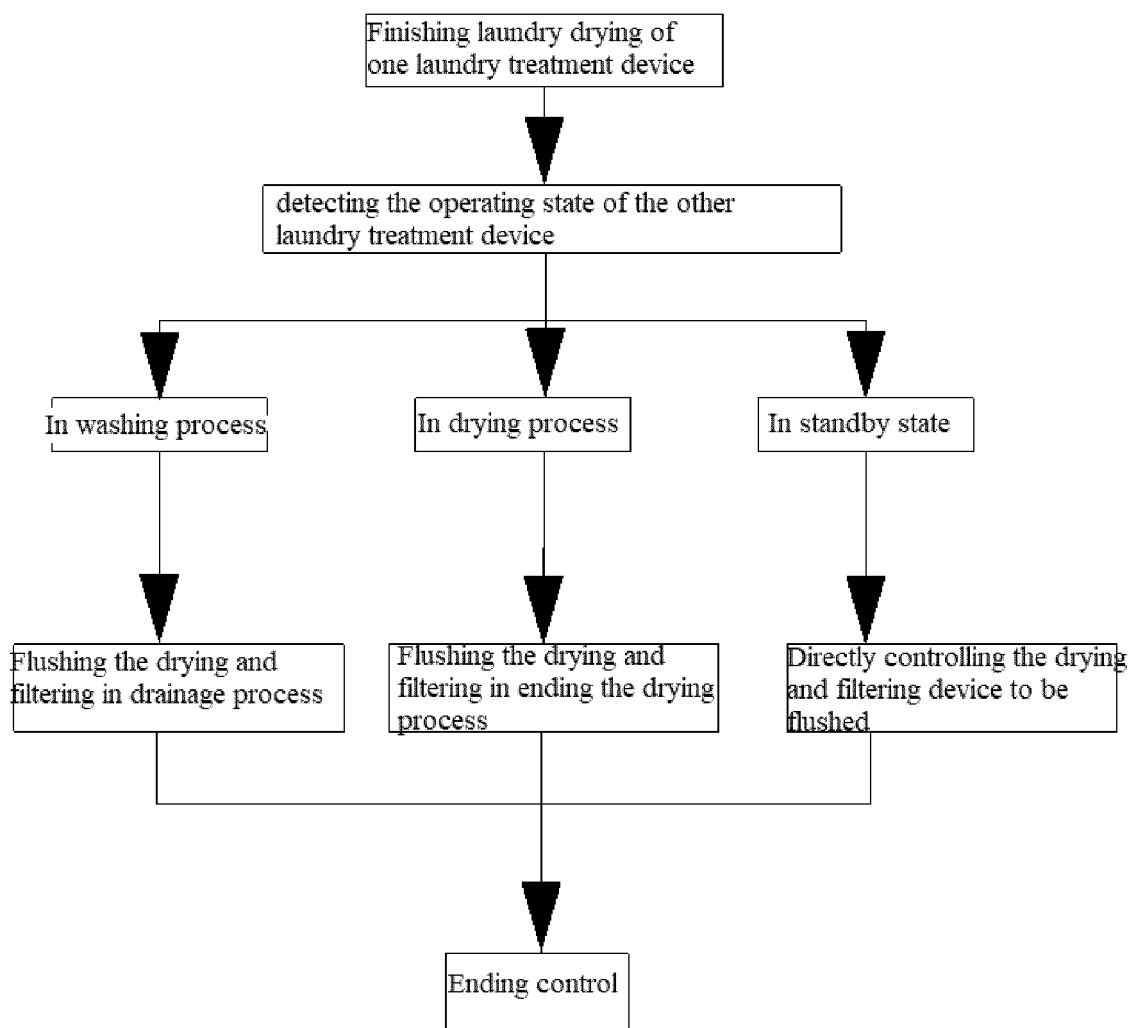 Finishing laundry drying of
one laundry treatment device
detecting the operating state of the other
laundry treatment device
In washing process
In drying process
In standby state
Flushing the drying and
filtering in drainage process
Flushing the drying and
filtering in ending the drying
process
Directly controlling the drying
and filtering device to be
flushed
Ending control